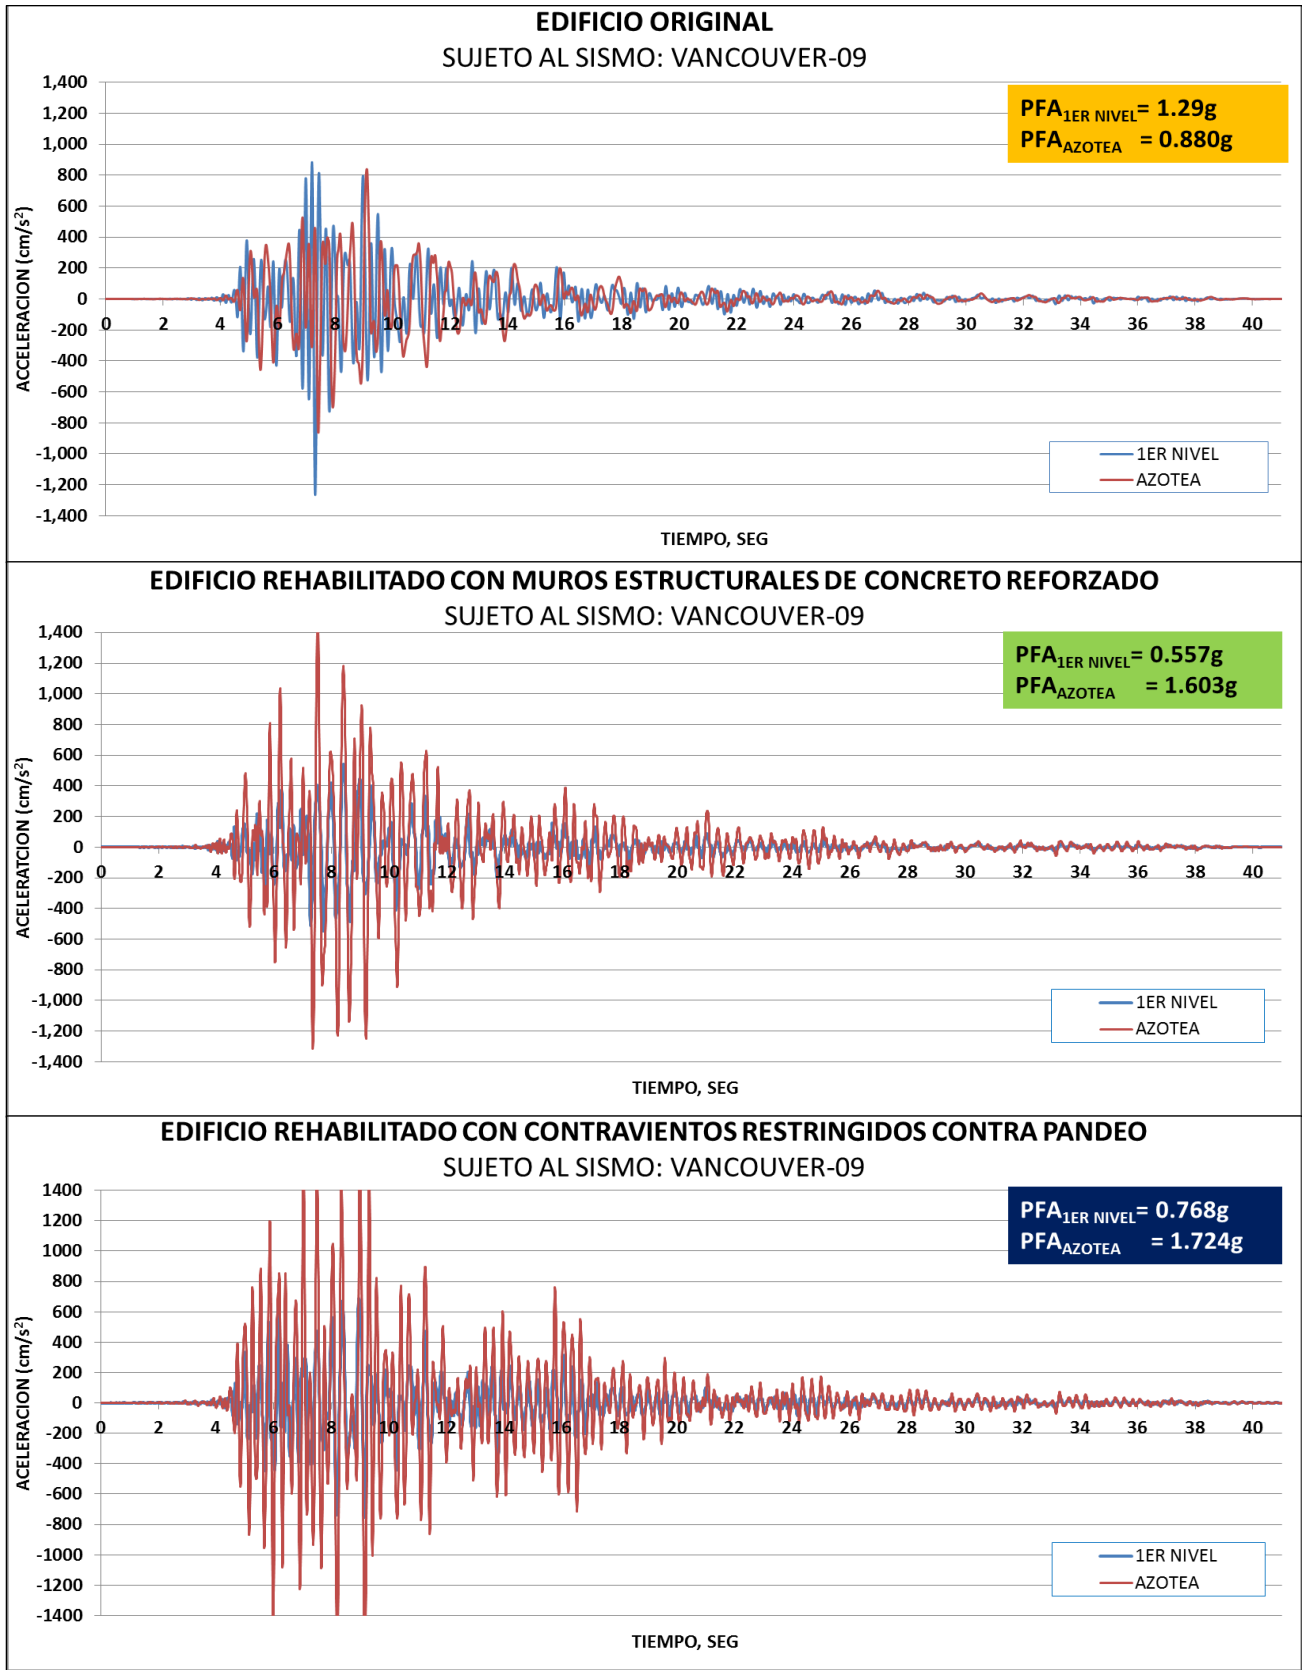 EDIFICIO ORIGINAL
SUJETO AL SISMO: VANCOUVER-09
1,400
1,200
1,000
800
600
400
200
0
-200
-400
-600
-800
-1,000
-1,200
-1,400
ACCELERACION (cm/s²)
0 2 4 6 8 10 12 14 16 18 20 22 24 26 28 30 32 34 36 38 40
TIEMPO, SEG
PFA1ER NIVEL= 1.29g
PFAAZOTEA = 0.880g
1ER NIVEL
AZOTEA
EDIFICIO REHABILITADO CON MUROS ESTRUCTURALES DE CONCRETO REFORZADO
SUJETO AL SISMO: VANCOUVER-09
1,400
1,200
1,000
800
600
400
200
0
-200
-400
-600
-800
-1,000
-1,200
-1,400
ACELERATCION (cm/s²)
0 2 4 6 8 10 12 14 16 18 20 22 24 26 28 30 32 34 36 38 40
TIEMPO, SEG
PFA1ER NIVEL= 0.557g
PFAAZOTEA = 1.603g
1ER NIVEL
AZOTEA
EDIFICIO REHABILITADO CON CONTRAVIENTOS RESTRINGIDOS CONTRA PANDEO
SUJETO AL SISMO: VANCOUVER-09
1400
1200
1000
800
600
400
200
0
-200
-400
-600
-800
-1000
-1200
-1400
ACELERACION (cm/s²)
0 2 4 6 8 10 12 14 16 18 20 22 24 26 28 30 32 34 36 38 40
TIEMPO, SEG
PFA1ER NIVEL= 0.768g
PFAAZOTEA = 1.724g
1ER NIVEL
AZOTEA